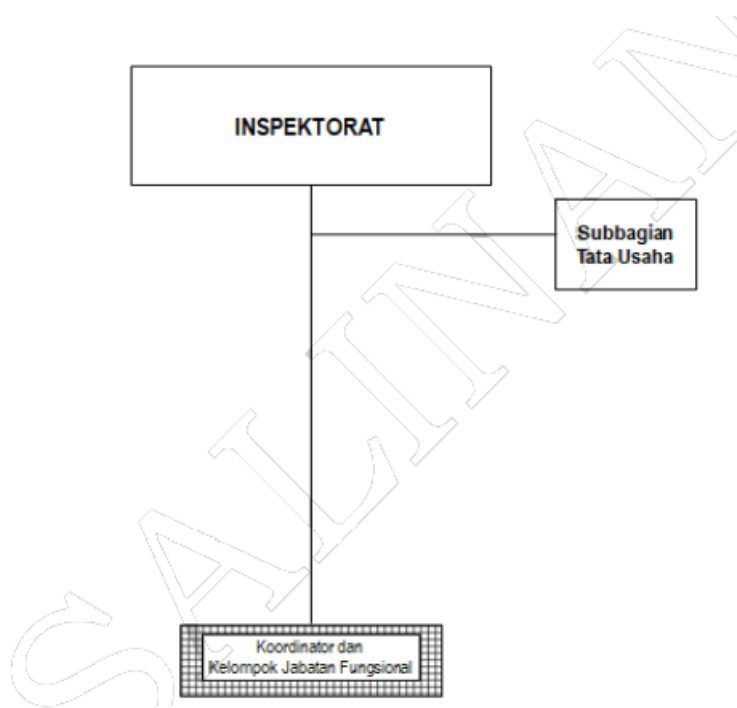 INSPEKTORAT
Subbagian
Tata Usaha
Koordinator dan
Kelompok Jabatan Fungsional
SALINAN